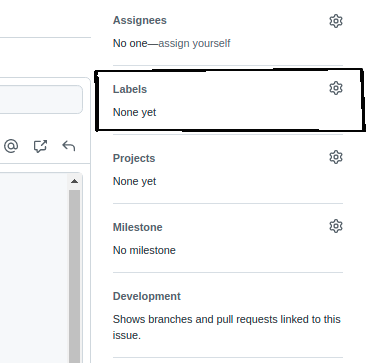 Assignees
No one—assign yourself
Labels
None yet
Projects
None yet
Milestone
No milestone
Development
Shows branches and pull requests linked to this
issue.